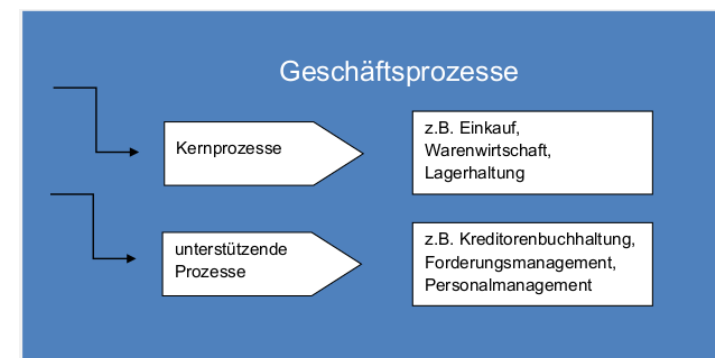 Geschäftsprozesse
Kernprozesse
z.B. Einkauf,
Warenwirtschaft,
Lagerhaltung
unterstützende
Prozesse
z.B. Kreditorenbuchhaltung,
Forderungsmanagement,
Personalmanagement